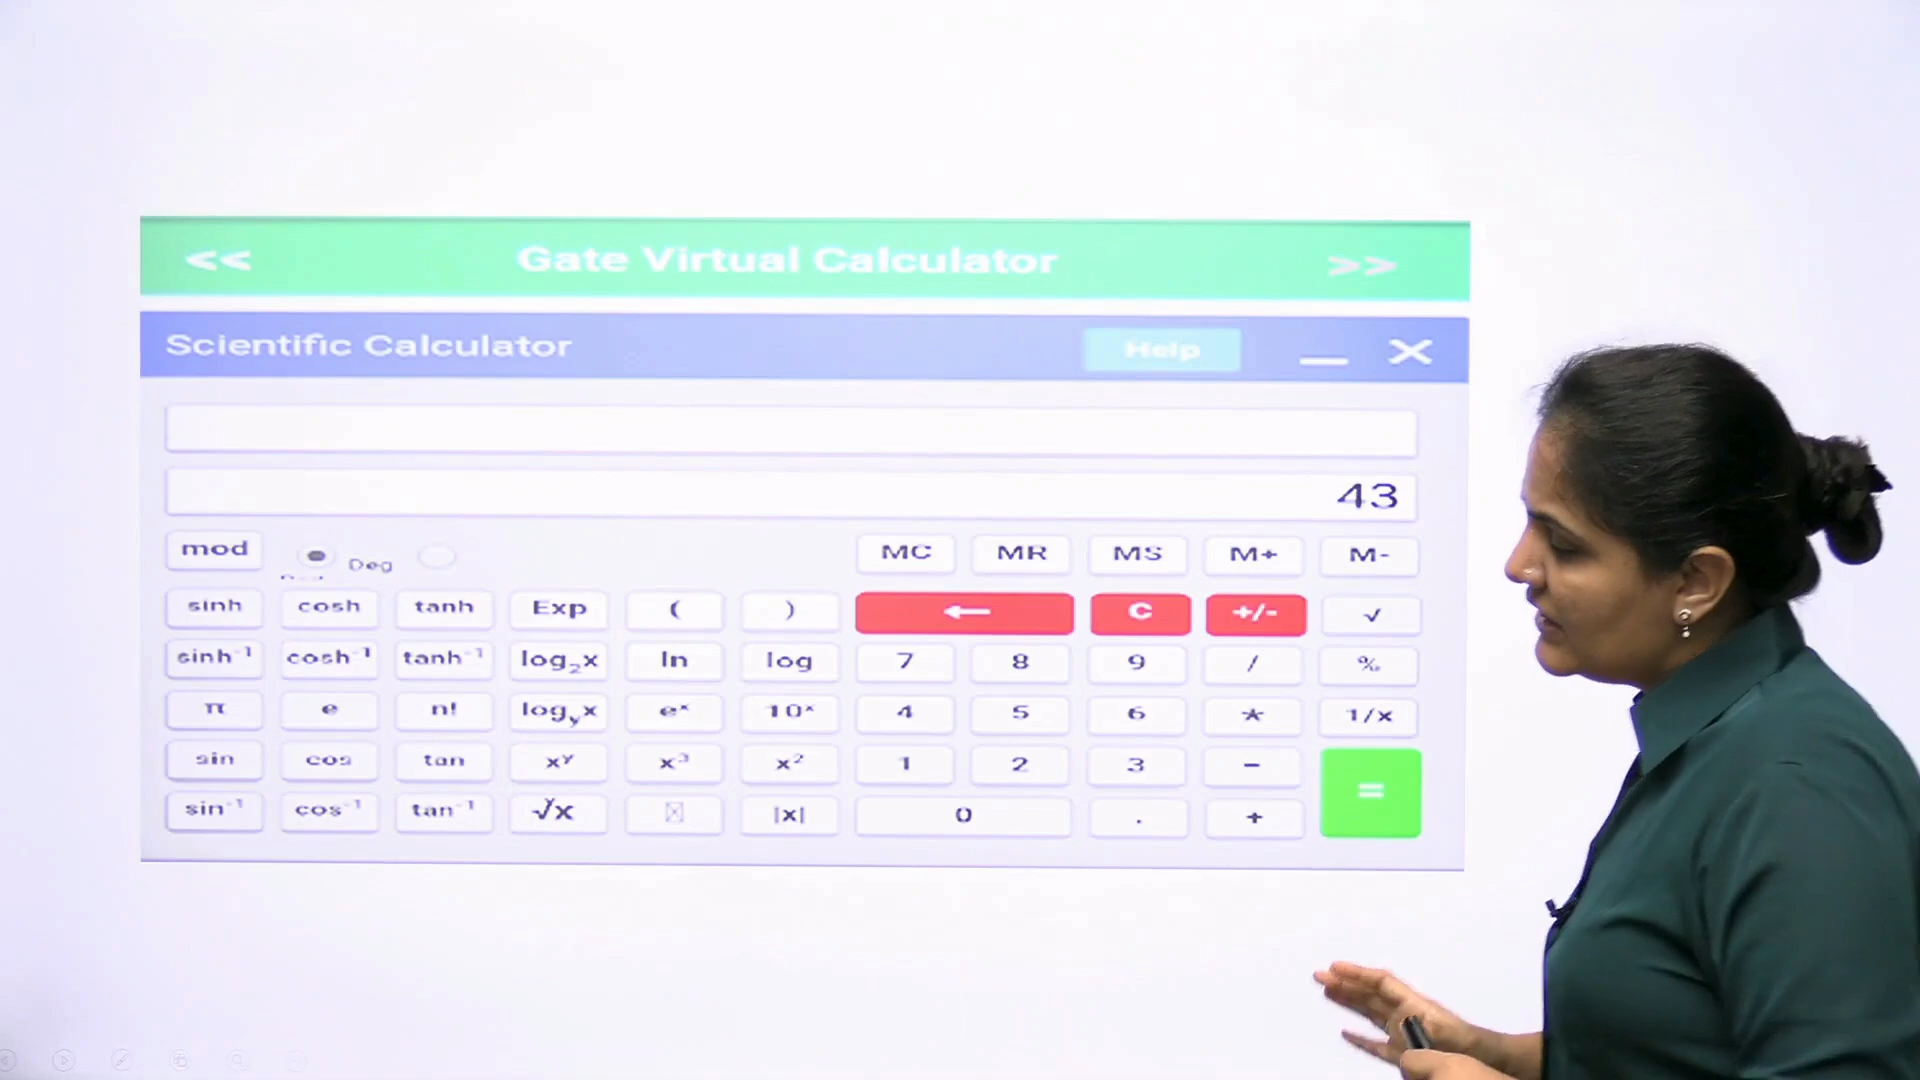 << Gate Virtual Calculator >>
Scientific Calculator Help
43
mod Deg MC MR MS M+ M-
sinh cosh tanh Exp ( ) ← C +/- √
sinh⁻¹ cosh⁻¹ tanh⁻¹ log₂x ln log 7 8 9 / %
π e n! logᵧx eˣ 10ˣ 4 5 6 * 1/x
sin cos tan xʸ x³ x² 1 2 3 - =
sin⁻¹ cos⁻¹ tan⁻¹ ʸ√x |x| 0 . +